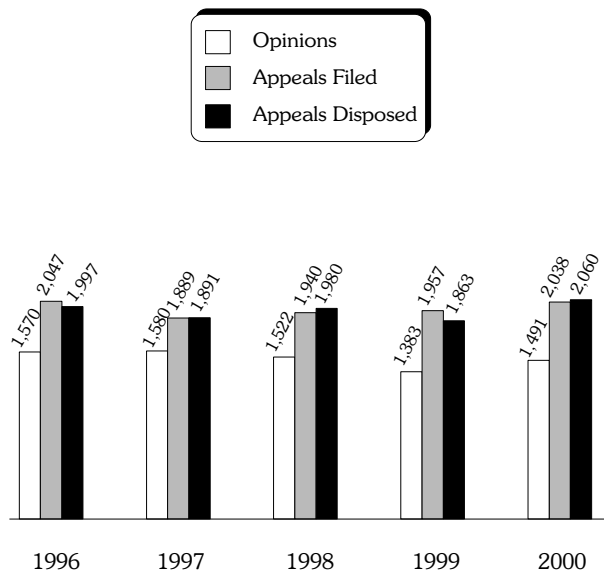 Opinions
Appeals Filed
Appeals Disposed
1,570 2,047 1,997 1,580 1,889 1,891 1,522 1,940 1,980 1,383 1,957 1,863 1,491 2,038 2,060
1996 1997 1998 1999 2000